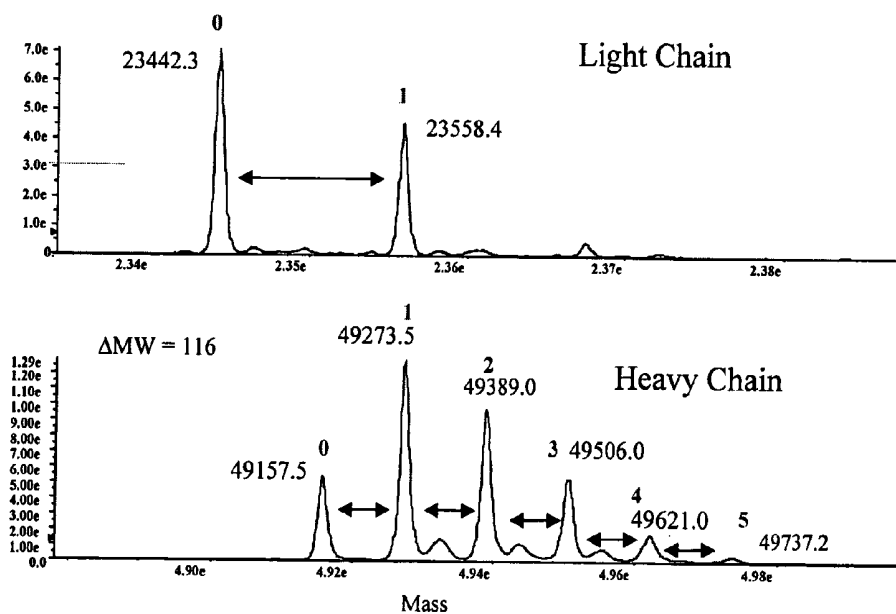 0
7.0e
Light Chain
23442.3
6.0e
1
5.0e
23558.4
4.0e
3.0e
2.0e
1.0e
0
2.34e
2.35e
2.36e
2.37e
2.38e
1
ΔMW = 116
49273.5
1.29e
2
1.20e
49389.0
Heavy Chain
1.10e
1.00e
9.00e
0
3 49506.0
8.00e
7.00e
49157.5
6.00e
4
5.00e
49621.0
5
4.00e
49737.2
3.00e
2.00e
1.00e
0.0
4.90e
4.92e
4.94e
4.96e
4.98e
Mass